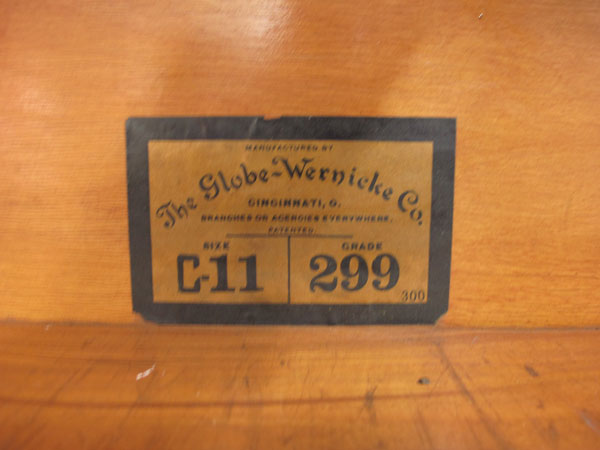 MANUFACTURED BY
The Globe-Wernicke Co.
CINCINNATI, O.
BRANCHES OR AGENCIES EVERYWHERE.
PATENTED.
SIZE GRADE
C-11 299
300